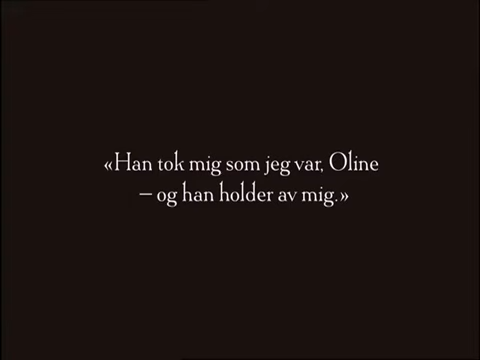 «Han tok mig som jeg var, Oline
– og han holder av mig.»